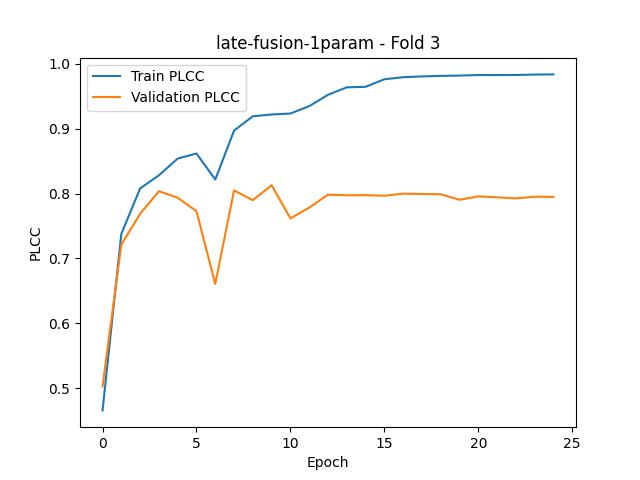 late-fusion-1param - Fold 3
Train PLCC
Validation PLCC
1.0
0.9
0.8
0.7
0.6
0.5
PLCC
0 5 10 15 20 25
Epoch